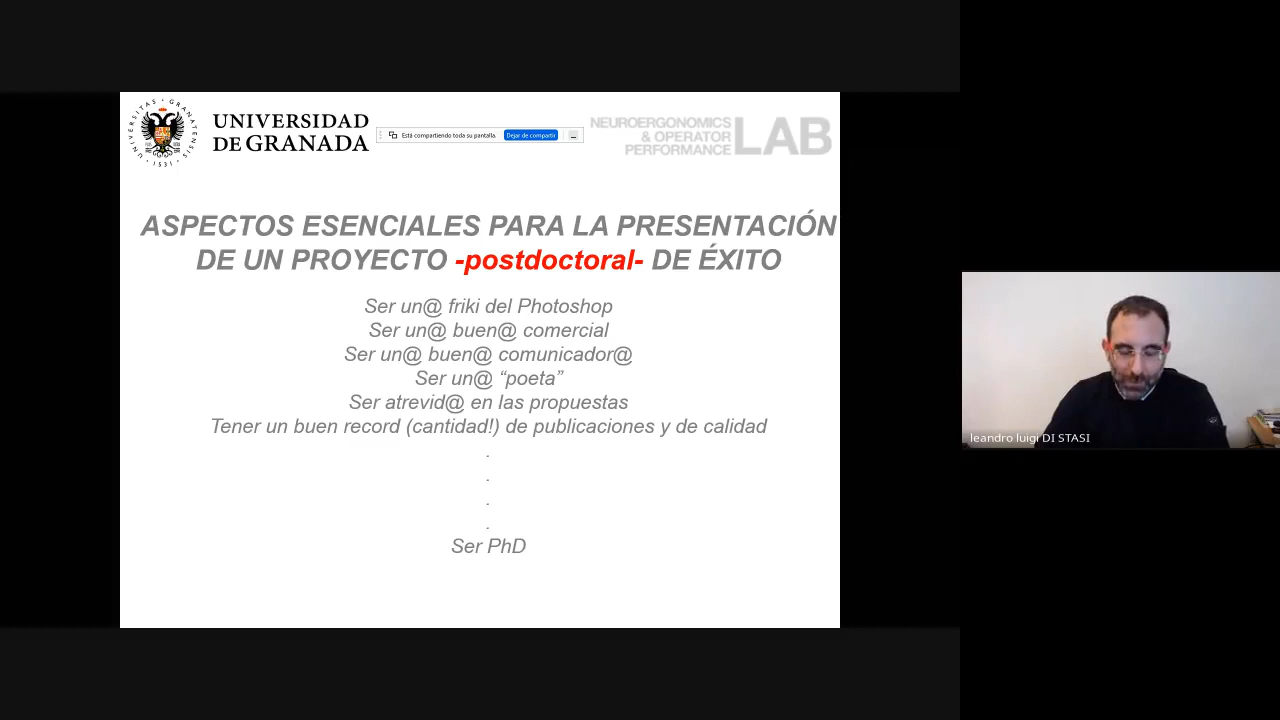 UNIVERSITAS · GRANATENSIS · 1531 ·
UNIVERSIDAD
DE GRANADA
Está compartiendo toda su pantalla.
Dejar de compartir
NEUROERGONOMICS
& OPERATOR
PERFORMANCE
LAB
ASPECTOS ESENCIALES PARA LA PRESENTACIÓN
DE UN PROYECTO -postdoctoral- DE ÉXITO
Ser un@ friki del Photoshop
Ser un@ buen@ comercial
Ser un@ buen@ comunicador@
Ser un@ “poeta”
Ser atrevid@ en las propuestas
Tener un buen record (cantidad!) de publicaciones y de calidad
.
.
.
.
Ser PhD
leandro luigi DI STASI